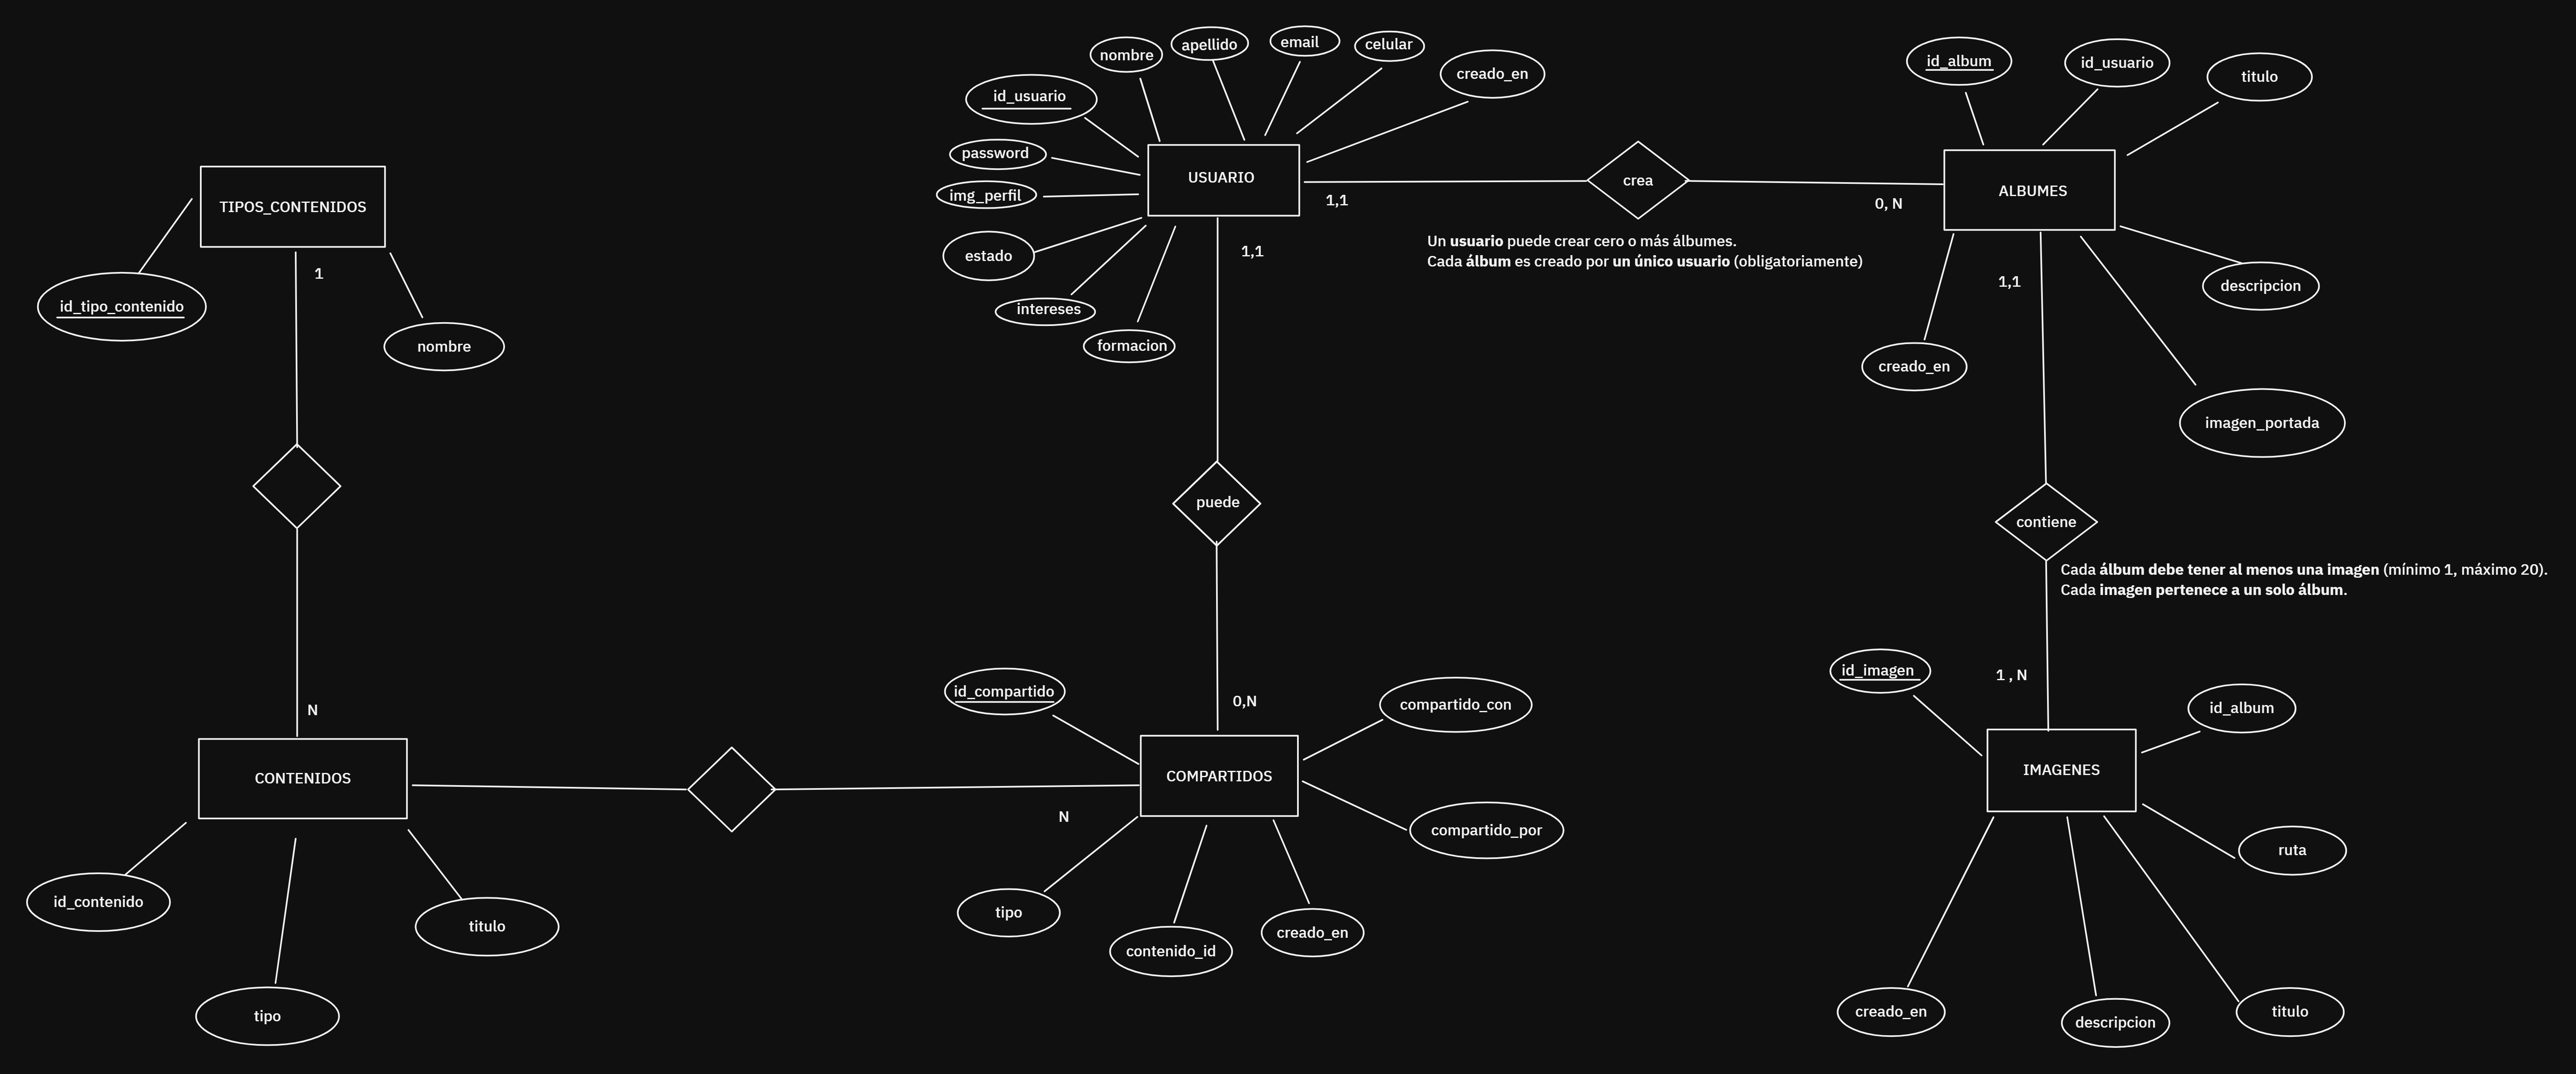 TIPOS_CONTENIDOS
id_tipo_contenido
nombre
1
N
CONTENIDOS
id_contenido
tipo
titulo
nombre
apellido
email
celular
creado_en
id_usuario
password
img_perfil
estado
intereses
formacion
USUARIO
1,1
1,1
crea
0, N
Un usuario puede crear cero o más álbumes.
Cada álbum es creado por un único usuario (obligatoriamente)
puede
0,N
id_compartido
compartido_con
COMPARTIDOS
N
compartido_por
tipo
contenido_id
creado_en
id_album
id_usuario
titulo
ALBUMES
1,1
descripcion
creado_en
imagen_portada
contiene
Cada álbum debe tener al menos una imagen (mínimo 1, máximo 20).
Cada imagen pertenece a un solo álbum.
1 , N
id_imagen
id_album
IMAGENES
ruta
creado_en
descripcion
titulo